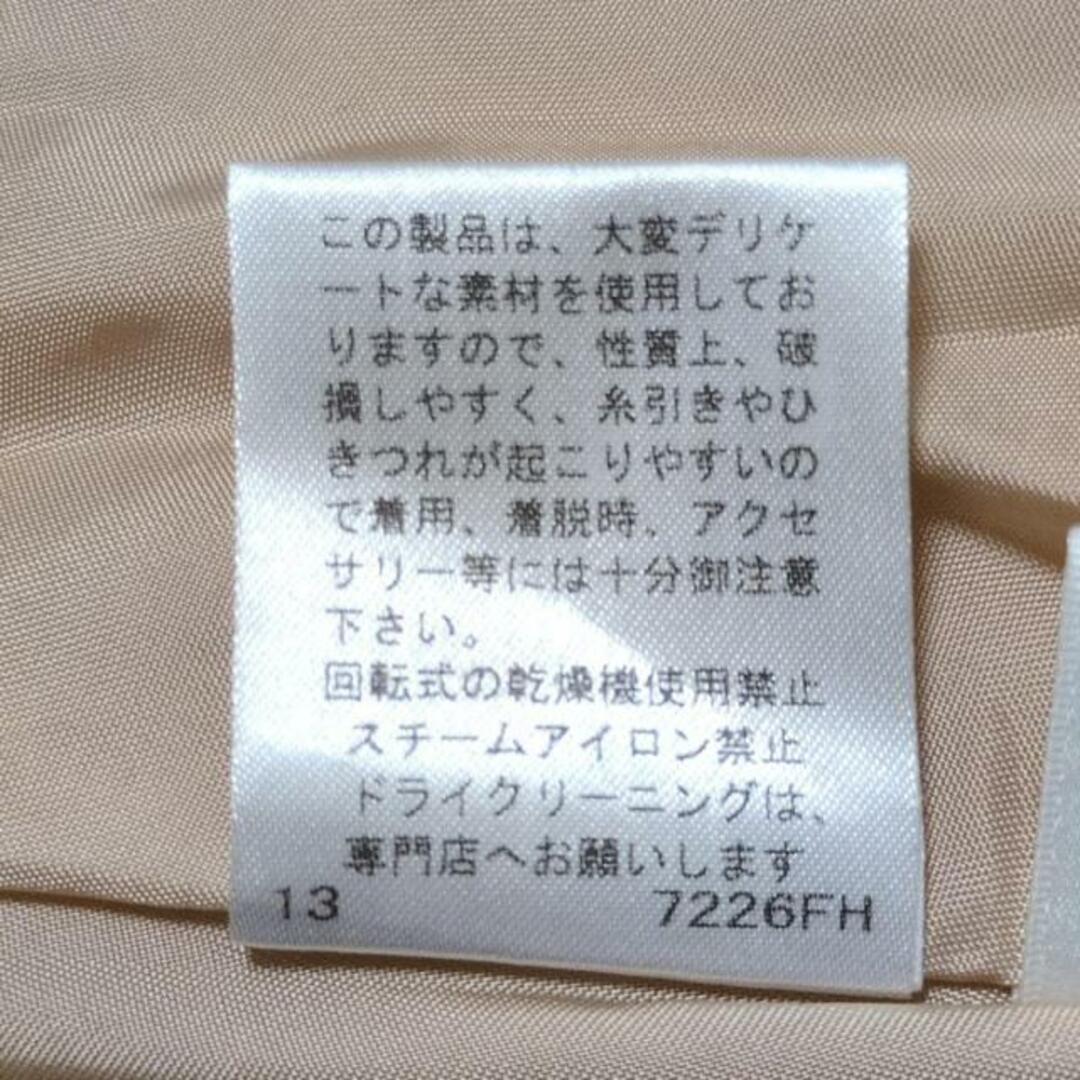 この製品は、大変デリケ
ートな素材を使用してお
りますので、性質上、破
損しやすく、糸引きやひ
きつれが起こりやすいの
で着用、着脱時、アクセ
サリー等には十分御注意
下さい。
回転式の乾燥機使用禁止
スチームアイロン禁止
ドライクリーニングは、
専門店へお願いします
13 7226FH